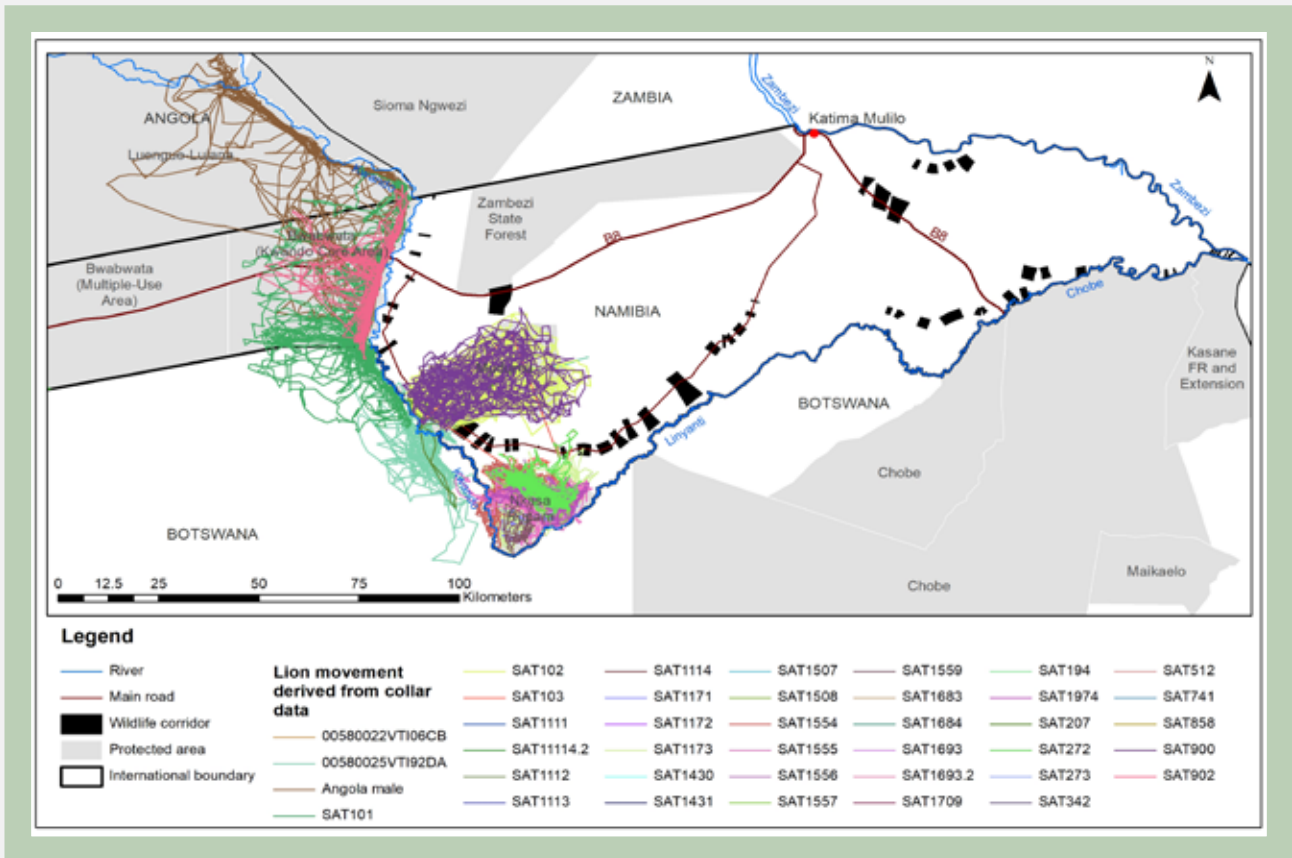 N
Zambezi
ZAMBIA
Sioma Ngwezi
ANGOLA
Katima Mulilo
Luenguo-Luiana
Zambezi
Zambezi
State
Forest
B8
B8
Bwabwata
(Kwando Core Area)
Bwabwata
(Multiple-Use
Area)
NAMIBIA
Chobe
Kasane
FR and
Extension
BOTSWANA
Linyanti
Chobe
BOTSWANA
Maikaelo
Chobe
0 12.5 25 50 75 100
Kilometers
Legend
River
Main road
Wildlife corridor
Protected area
International boundary
Lion movement
derived from collar
data
00580022VTI06CB
00580025VTI92DA
Angola male
SAT101
SAT102
SAT103
SAT1111
SAT11114.2
SAT1112
SAT1113
SAT1114
SAT1171
SAT1172
SAT1173
SAT1430
SAT1431
SAT1507
SAT1508
SAT1554
SAT1555
SAT1556
SAT1557
SAT1559
SAT1683
SAT1684
SAT1693
SAT1693.2
SAT1709
SAT194
SAT1974
SAT207
SAT272
SAT273
SAT342
SAT512
SAT741
SAT858
SAT900
SAT902